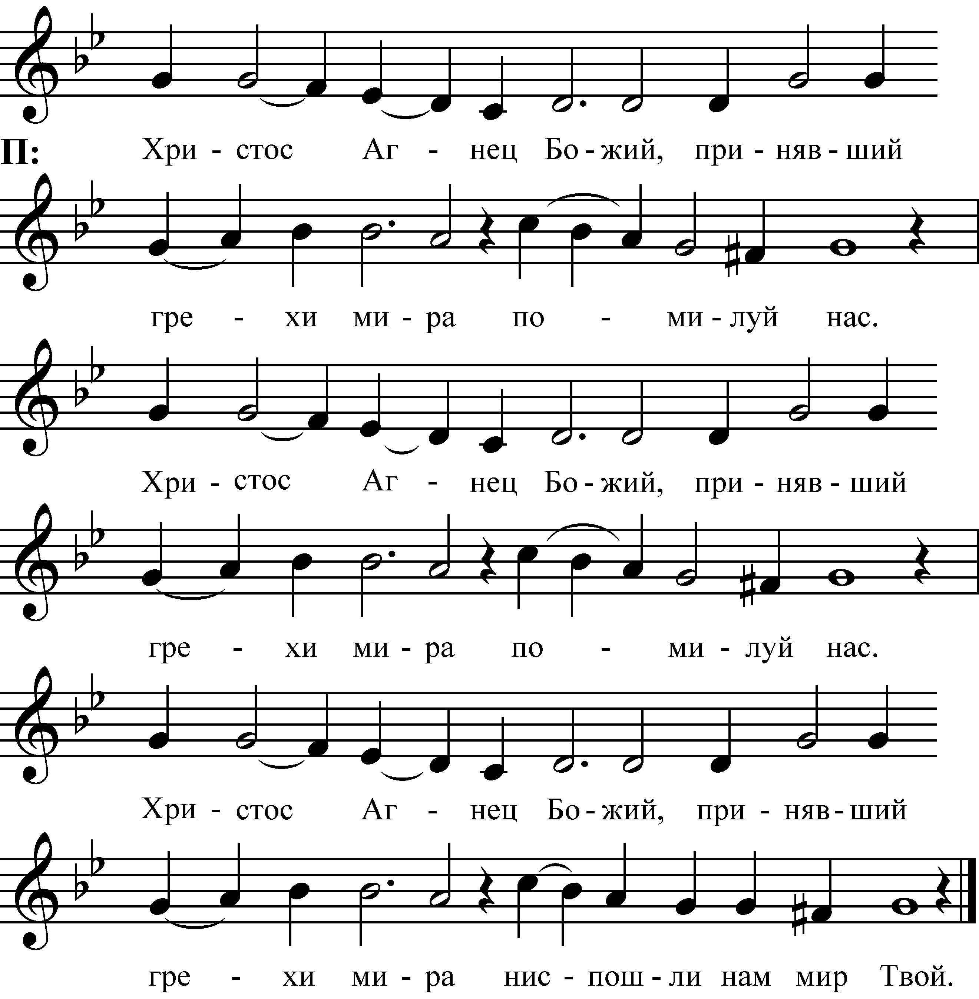 П: Хри - стос Аг - нец Бо - жий, при - няв - ший
гре - хи ми - ра по - ми - луй нас.
Хри - стос Аг - нец Бо - жий, при - няв - ший
гре - хи ми - ра по - ми - луй нас.
Хри - стос Аг - нец Бо - жий, при - няв - ший
гре - хи ми - ра нис - пош - ли нам мир Твой.